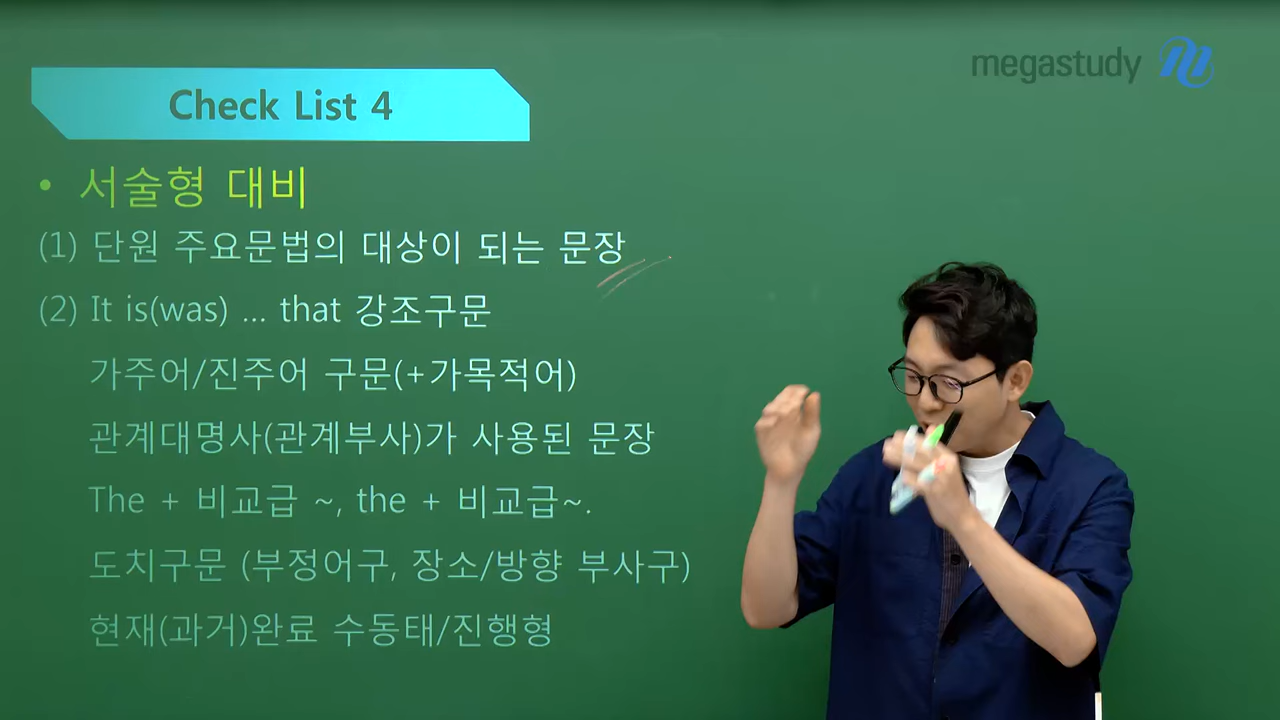 megastudy
Check List 4
• 서술형 대비
(1) 단원 주요문법의 대상이 되는 문장
(2) It is(was) ... that 강조구문
가주어/진주어 구문(+가목적어)
관계대명사(관계부사)가 사용된 문장
The + 비교급 ~, the + 비교급~.
도치구문 (부정어구, 장소/방향 부사구)
현재(과거)완료 수동태/진행형